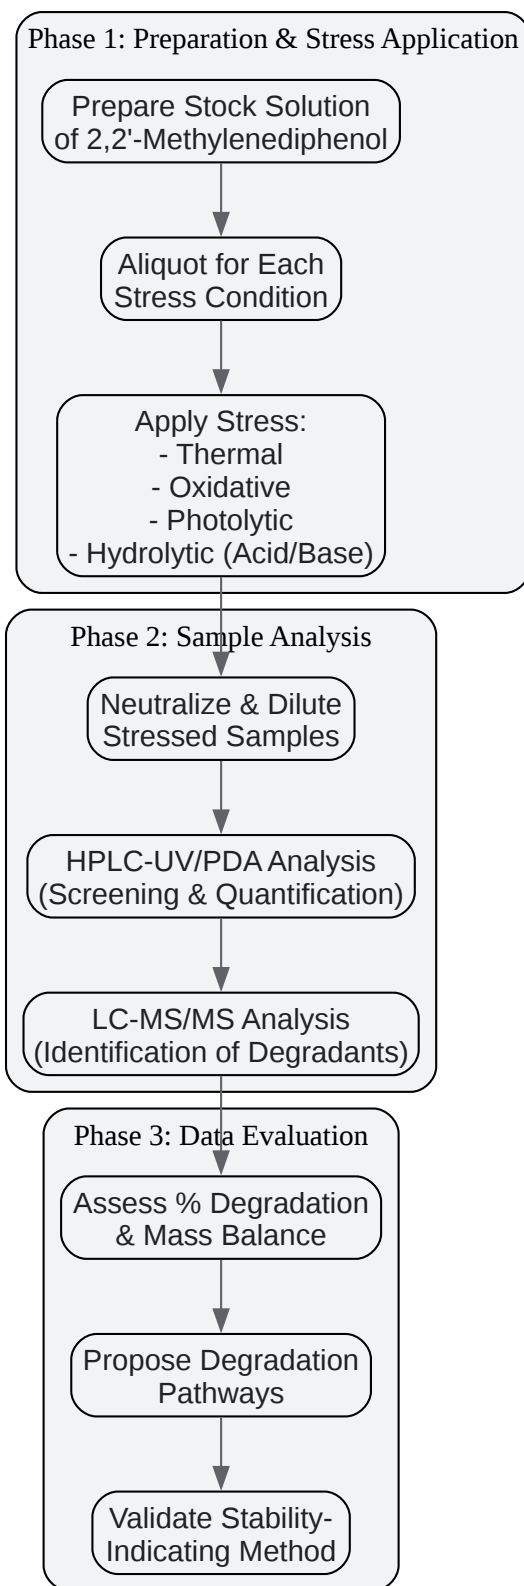 Phase 1: Preparation & Stress Application
Prepare Stock Solution
of 2,2'-Methylenediphenol
Aliquot for Each
Stress Condition
Apply Stress:
- Thermal
- Oxidative
- Photolytic
- Hydrolytic (Acid/Base)
Phase 2: Sample Analysis
Neutralize & Dilute
Stressed Samples
HPLC-UV/PDA Analysis
(Screening & Quantification)
LC-MS/MS Analysis
(Identification of Degradants)
Phase 3: Data Evaluation
Assess % Degradation
& Mass Balance
Propose Degradation
Pathways
Validate Stability-
Indicating Method